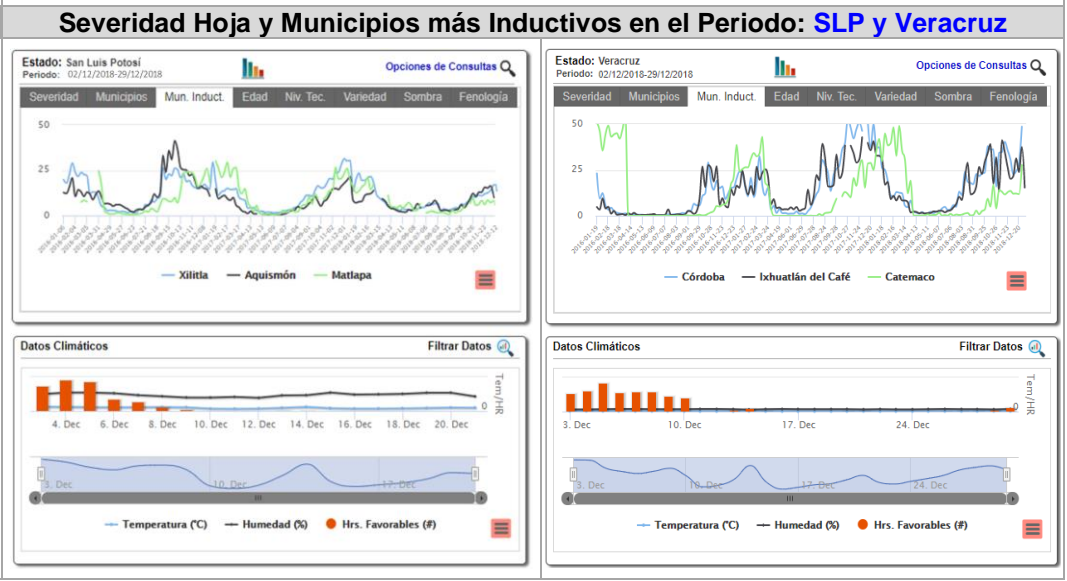 Severidad Hoja y Municipios más Inductivos en el Periodo: SLP y Veracruz
Estado: San Luis Potosí
Periodo: 02/12/2018-29/12/2018
Opciones de Consultas
Severidad Municipios Mun. Induct. Edad Niv. Tec. Variedad Sombra Fenología
50
25
0
Xilitla Aquismón Matlapa
Datos Climáticos Filtrar Datos
Tem/HR
0
4. Dec 6. Dec 8. Dec 10. Dec 12. Dec 14. Dec 16. Dec 18. Dec 20. Dec
3. Dec 10. Dec 17. Dec
Temperatura (°C) Humedad (%) Hrs. Favorables (#)
Estado: Veracruz
Periodo: 02/12/2018-29/12/2018
Opciones de Consultas
Severidad Municipios Mun. Induct. Edad Niv. Tec. Variedad Sombra Fenología
50
25
0
Córdoba Ixhuatlán del Café Catemaco
Datos Climáticos Filtrar Datos
Tem/HR
0
3. Dec 10. Dec 17. Dec 24. Dec
3. Dec 10. Dec 17. Dec 24. Dec
Temperatura (°C) Humedad (%) Hrs. Favorables (#)